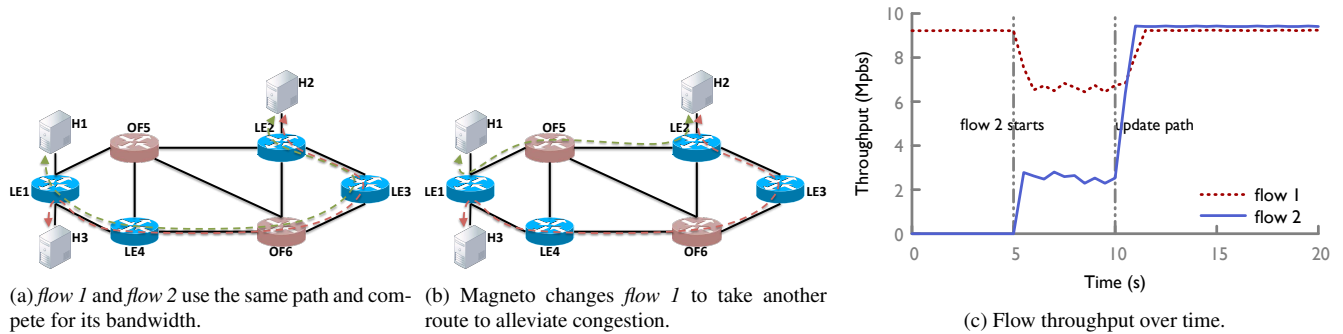 H1
H2
OF5
LE2
LE1
LE3
H3
LE4
OF6
(a) flow 1 and flow 2 use the same path and com-
pete for its bandwidth.
H1
H2
OF5
LE2
LE1
LE3
H3
LE4
OF6
(b) Magneto changes flow 1 to take another
route to alleviate congestion.
Throughput (Mpbs)
10
8
6
4
2
0
flow 2 starts
update path
flow 1
flow 2
0 5 10 15 20
Time (s)
(c) Flow throughput over time.